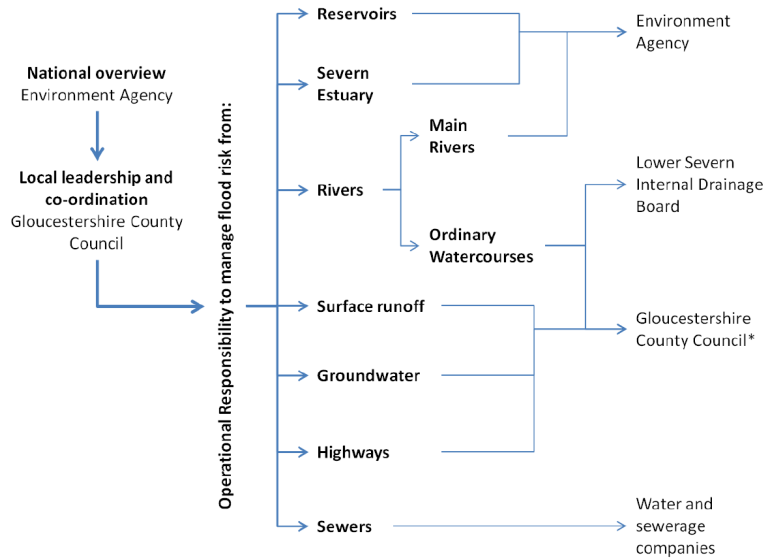 National overview
Environment Agency
Local leadership and
co-ordination
Gloucestershire County
Council
Operational Responsibility to manage flood risk from:
Reservoirs
Severn
Estuary
Rivers
Main
Rivers
Ordinary
Watercourses
Surface runoff
Groundwater
Highways
Sewers
Environment
Agency
Lower Severn
Internal Drainage
Board
Gloucestershire
County Council*
Water and
sewerage
companies